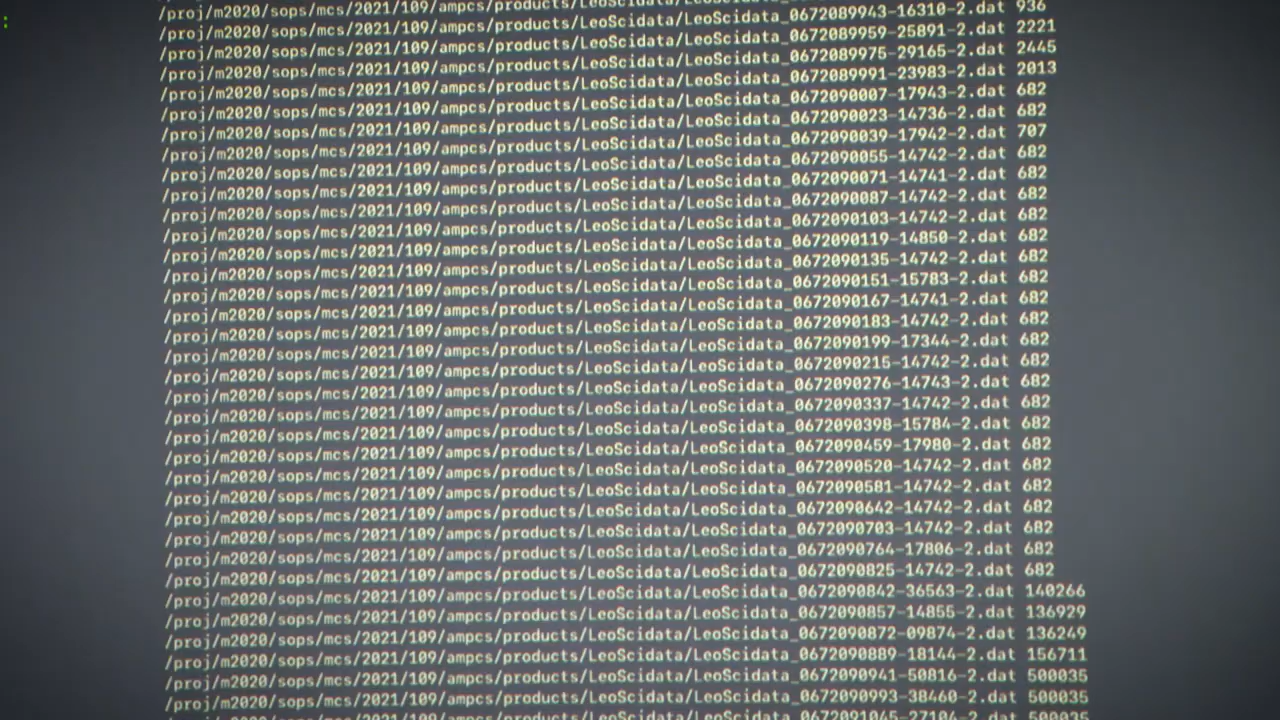 /proj/m2020/sops/mcs/2021/109/ampcs/products/LeoScidata/LeoScidata_0672089943-16310-2.dat 936
/proj/m2020/sops/mcs/2021/109/ampcs/products/LeoScidata/LeoScidata_0672089959-25891-2.dat 2221
/proj/m2020/sops/mcs/2021/109/ampcs/products/LeoScidata/LeoScidata_0672089975-29165-2.dat 2445
/proj/m2020/sops/mcs/2021/109/ampcs/products/LeoScidata/LeoScidata_0672089991-23983-2.dat 2013
/proj/m2020/sops/mcs/2021/109/ampcs/products/LeoScidata/LeoScidata_0672090007-17943-2.dat 682
/proj/m2020/sops/mcs/2021/109/ampcs/products/LeoScidata/LeoScidata_0672090023-14736-2.dat 682
/proj/m2020/sops/mcs/2021/109/ampcs/products/LeoScidata/LeoScidata_0672090039-17942-2.dat 707
/proj/m2020/sops/mcs/2021/109/ampcs/products/LeoScidata/LeoScidata_0672090055-14742-2.dat 682
/proj/m2020/sops/mcs/2021/109/ampcs/products/LeoScidata/LeoScidata_0672090071-14741-2.dat 682
/proj/m2020/sops/mcs/2021/109/ampcs/products/LeoScidata/LeoScidata_0672090087-14742-2.dat 682
/proj/m2020/sops/mcs/2021/109/ampcs/products/LeoScidata/LeoScidata_0672090103-14742-2.dat 682
/proj/m2020/sops/mcs/2021/109/ampcs/products/LeoScidata/LeoScidata_0672090119-14850-2.dat 682
/proj/m2020/sops/mcs/2021/109/ampcs/products/LeoScidata/LeoScidata_0672090135-14742-2.dat 682
/proj/m2020/sops/mcs/2021/109/ampcs/products/LeoScidata/LeoScidata_0672090151-15783-2.dat 682
/proj/m2020/sops/mcs/2021/109/ampcs/products/LeoScidata/LeoScidata_0672090167-14741-2.dat 682
/proj/m2020/sops/mcs/2021/109/ampcs/products/LeoScidata/LeoScidata_0672090183-14742-2.dat 682
/proj/m2020/sops/mcs/2021/109/ampcs/products/LeoScidata/LeoScidata_0672090199-17344-2.dat 682
/proj/m2020/sops/mcs/2021/109/ampcs/products/LeoScidata/LeoScidata_0672090215-14742-2.dat 682
/proj/m2020/sops/mcs/2021/109/ampcs/products/LeoScidata/LeoScidata_0672090276-14743-2.dat 682
/proj/m2020/sops/mcs/2021/109/ampcs/products/LeoScidata/LeoScidata_0672090337-14742-2.dat 682
/proj/m2020/sops/mcs/2021/109/ampcs/products/LeoScidata/LeoScidata_0672090398-15784-2.dat 682
/proj/m2020/sops/mcs/2021/109/ampcs/products/LeoScidata/LeoScidata_0672090459-17980-2.dat 682
/proj/m2020/sops/mcs/2021/109/ampcs/products/LeoScidata/LeoScidata_0672090520-14742-2.dat 682
/proj/m2020/sops/mcs/2021/109/ampcs/products/LeoScidata/LeoScidata_0672090581-14742-2.dat 682
/proj/m2020/sops/mcs/2021/109/ampcs/products/LeoScidata/LeoScidata_0672090642-14742-2.dat 682
/proj/m2020/sops/mcs/2021/109/ampcs/products/LeoScidata/LeoScidata_0672090703-14742-2.dat 682
/proj/m2020/sops/mcs/2021/109/ampcs/products/LeoScidata/LeoScidata_0672090764-17806-2.dat 682
/proj/m2020/sops/mcs/2021/109/ampcs/products/LeoScidata/LeoScidata_0672090825-14742-2.dat 682
/proj/m2020/sops/mcs/2021/109/ampcs/products/LeoScidata/LeoScidata_0672090842-36563-2.dat 140266
/proj/m2020/sops/mcs/2021/109/ampcs/products/LeoScidata/LeoScidata_0672090857-14855-2.dat 136929
/proj/m2020/sops/mcs/2021/109/ampcs/products/LeoScidata/LeoScidata_0672090872-09874-2.dat 136249
/proj/m2020/sops/mcs/2021/109/ampcs/products/LeoScidata/LeoScidata_0672090889-18144-2.dat 156711
/proj/m2020/sops/mcs/2021/109/ampcs/products/LeoScidata/LeoScidata_0672090941-50816-2.dat 500035
/proj/m2020/sops/mcs/2021/109/ampcs/products/LeoScidata/LeoScidata_0672090993-38460-2.dat 500035
/proj/m2020/sops/mcs/2021/109/ampcs/products/LeoScidata/LeoScidata_0672091045-27104-2.dat 500035